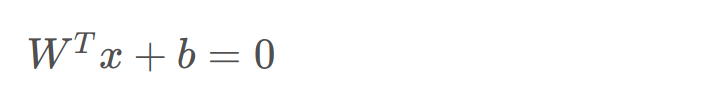 $W^T x + b = 0$